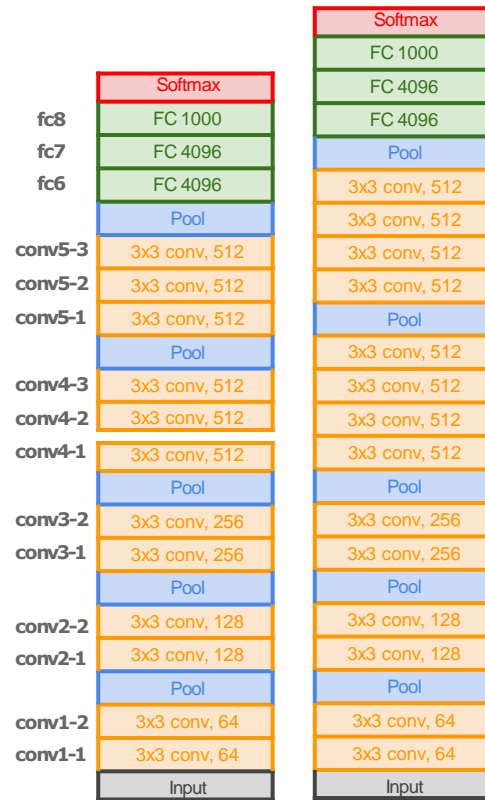 Softmax
fc8 FC 1000
fc7 FC 4096
fc6 FC 4096
Pool
conv5-3 3x3 conv, 512
conv5-2 3x3 conv, 512
conv5-1 3x3 conv, 512
Pool
conv4-3 3x3 conv, 512
conv4-2 3x3 conv, 512
conv4-1 3x3 conv, 512
Pool
conv3-2 3x3 conv, 256
conv3-1 3x3 conv, 256
Pool
conv2-2 3x3 conv, 128
conv2-1 3x3 conv, 128
Pool
conv1-2 3x3 conv, 64
conv1-1 3x3 conv, 64
Input
Softmax
FC 1000
FC 4096
FC 4096
Pool
3x3 conv, 512
3x3 conv, 512
3x3 conv, 512
3x3 conv, 512
Pool
3x3 conv, 512
3x3 conv, 512
3x3 conv, 512
3x3 conv, 512
Pool
3x3 conv, 256
3x3 conv, 256
Pool
3x3 conv, 128
3x3 conv, 128
Pool
3x3 conv, 64
3x3 conv, 64
Input